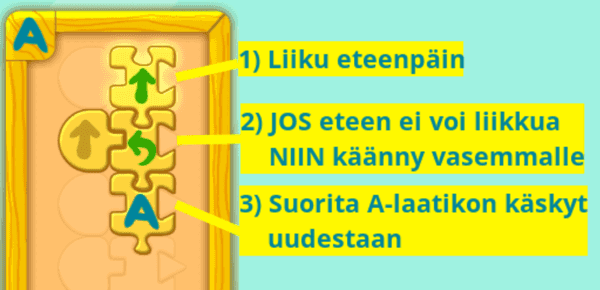 A
1) Liiku eteenpäin
2) JOS eteen ei voi liikkua
NIIN käänny vasemmalle
A
3) Suorita A-laatikon käskyt
uudestaan